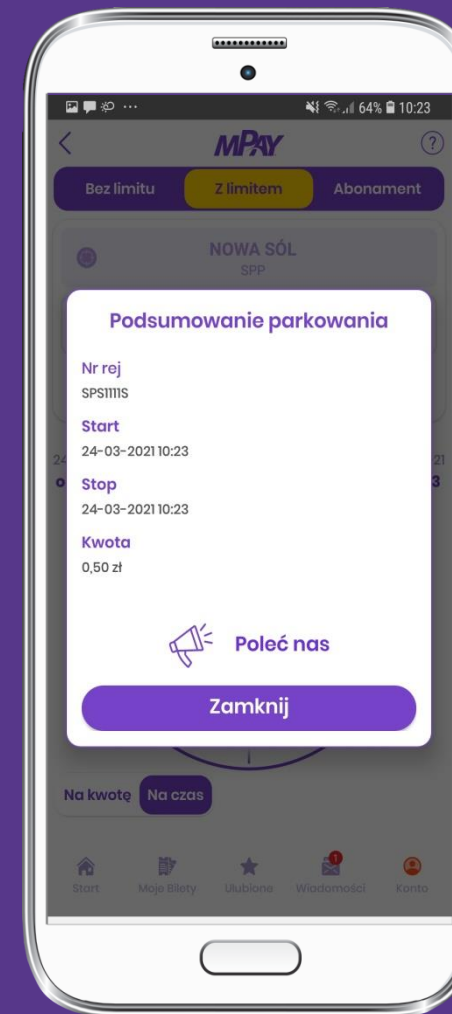 64% 10:23
mPAY
Bez limitu Z limitem Abonament
NOWA SÓL
SPP
Podsumowanie parkowania
Nr rej
SPS1111S
Start
24-03-2021 10:23
Stop
24-03-2021 10:23
Kwota
0,50 zł
Poleć nas
Zamknij
Na kwotę Na czas
1
Start Moje Bilety Ulubione Wiadomości Konto